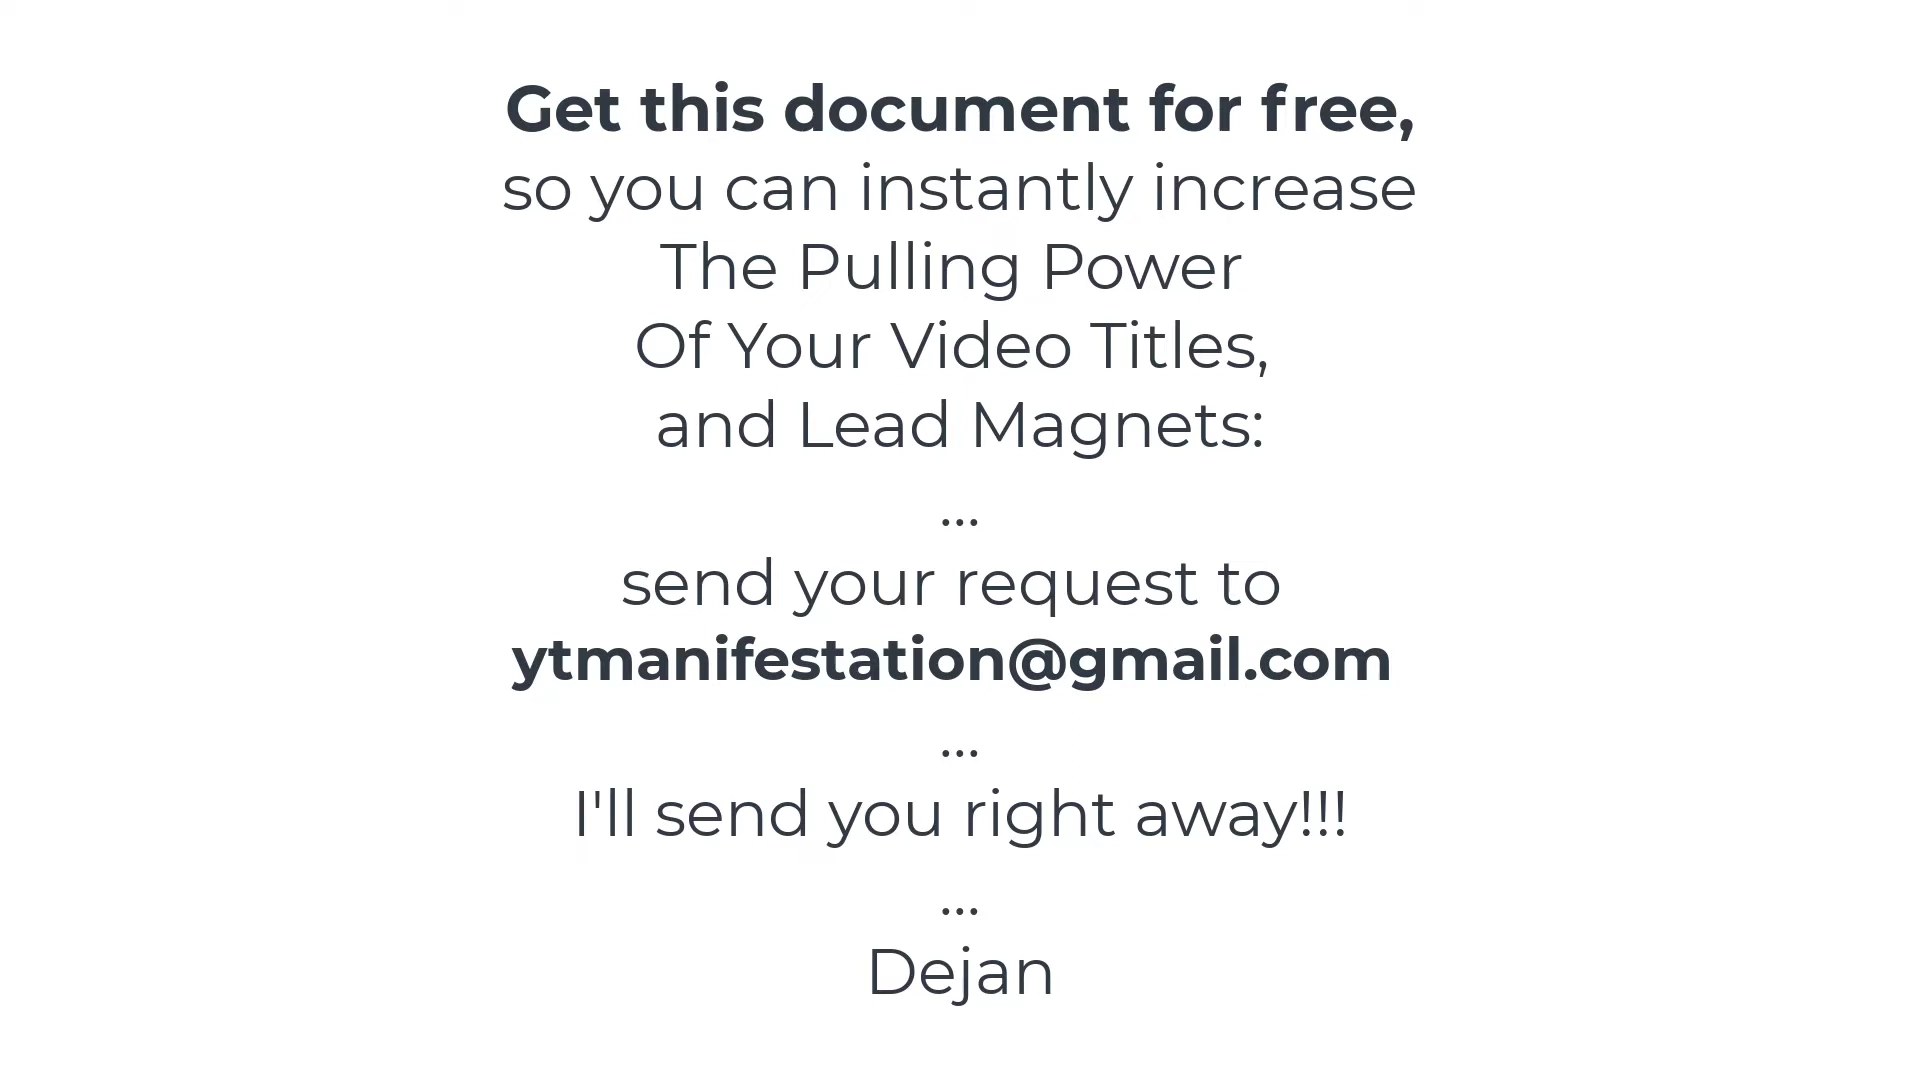 Get this document for free,
so you can instantly increase
The Pulling Power
Of Your Video Titles,
and Lead Magnets:
...
send your request to
ytmanifestation@gmail.com
...
I'll send you right away!!!
...
Dejan